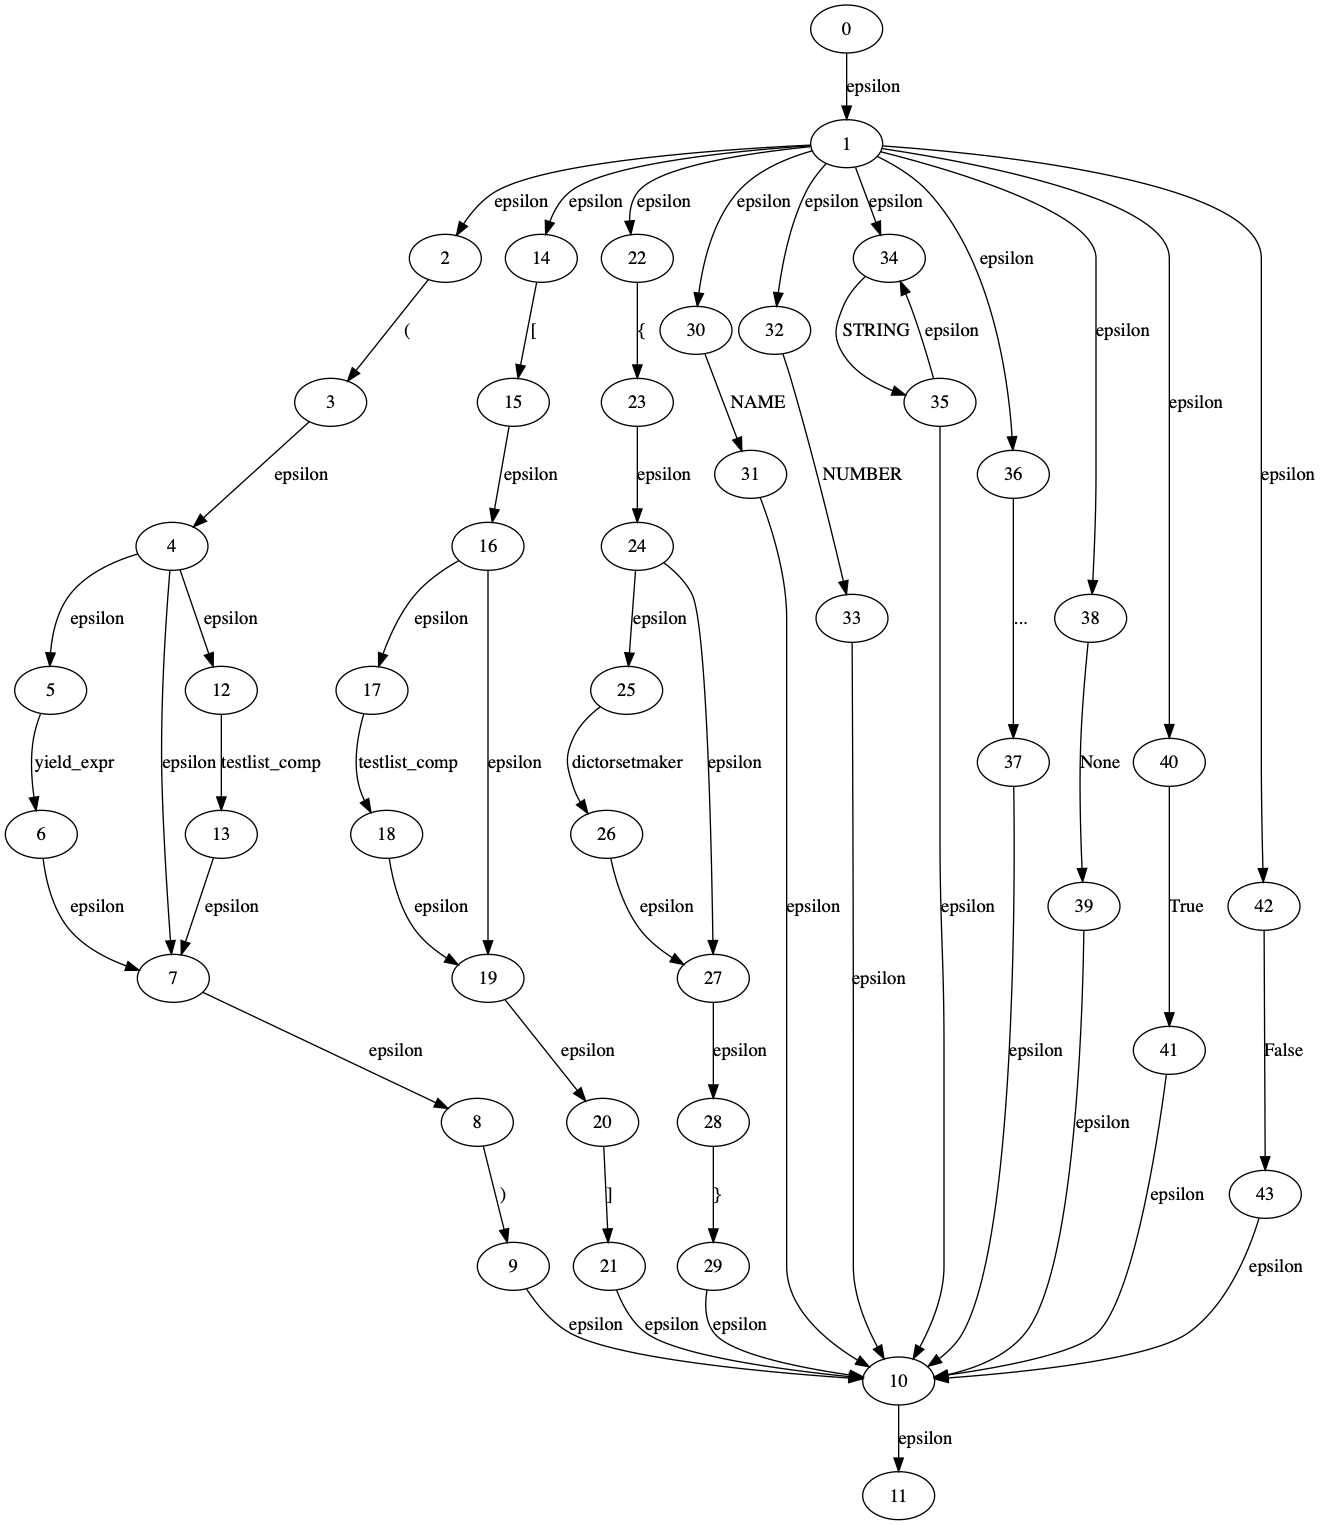 0
epsilon
1
epsilon epsilon epsilon epsilon epsilon epsilon
2 14 22 34 epsilon
( [ { 30 32 STRING epsilon epsilon
3 15 23 NAME 35 epsilon
epsilon epsilon epsilon 31 NUMBER 36 epsilon
4 16 24
epsilon epsilon epsilon epsilon 33 ... 38
5 12 17 25
yield_expr epsilon testlist_comp testlist_comp epsilon dictorsetmaker epsilon 37 None 40
6 13 18 26
epsilon epsilon epsilon epsilon epsilon epsilon 39 True 42
7 19 27 epsilon
epsilon epsilon epsilon epsilon 41 False
8 20 28 epsilon
) ] } epsilon 43
9 21 29 epsilon
epsilon epsilon epsilon
10
epsilon
11